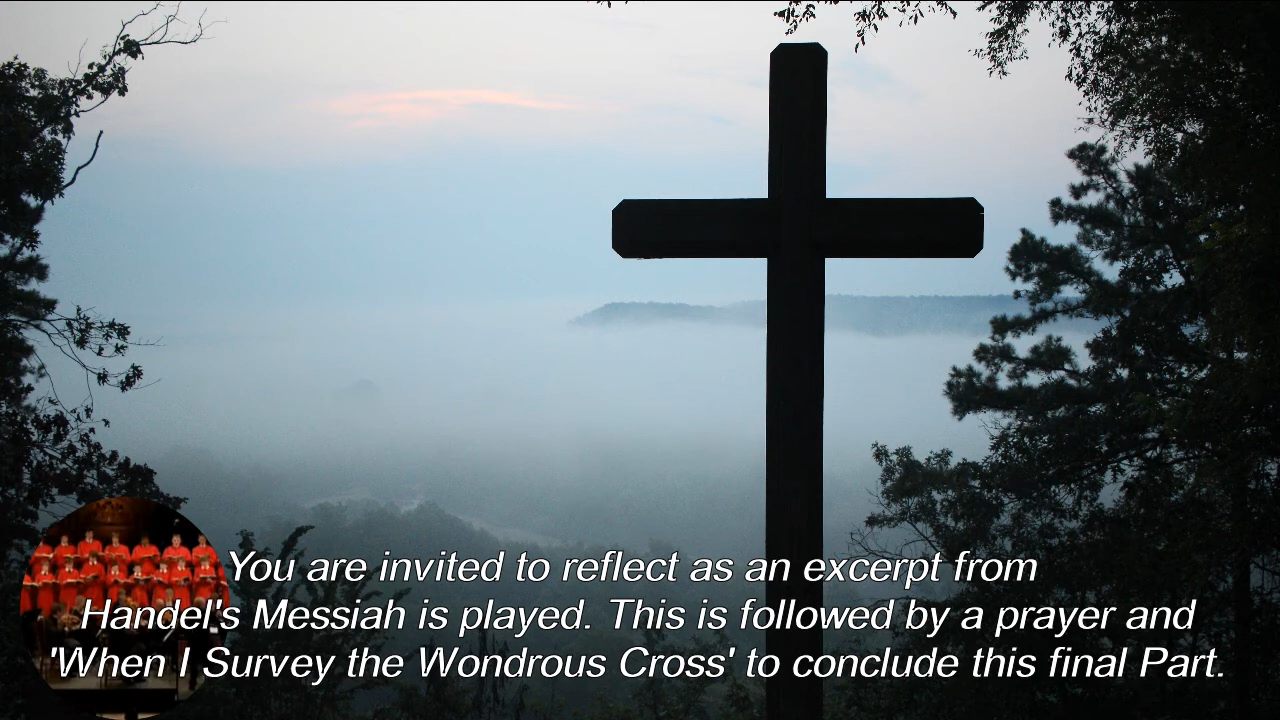 You are invited to reflect as an excerpt from
Handel's Messiah is played. This is followed by a prayer and
'When I Survey the Wondrous Cross' to conclude this final Part.